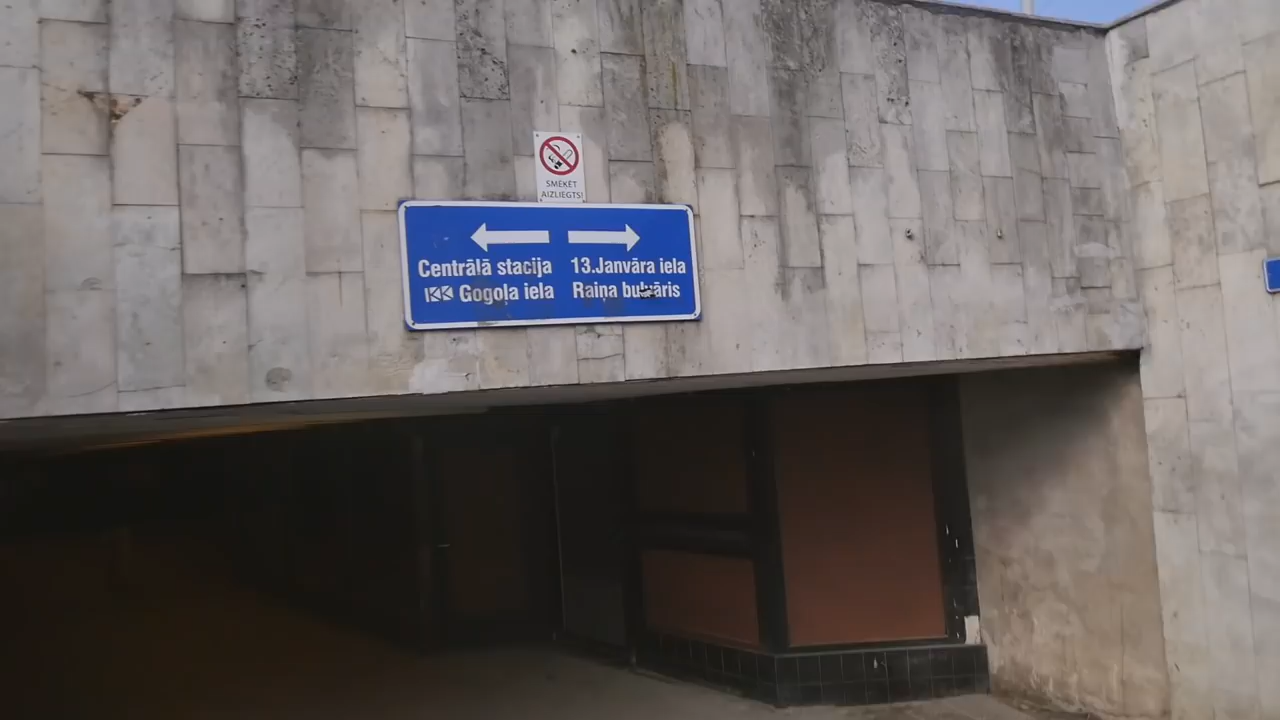 SMĒĶĒT
AIZLIEGTS!
Centrālā stacija
Gogoļa iela
13.Janvāra iela
Raiņa bulvāris